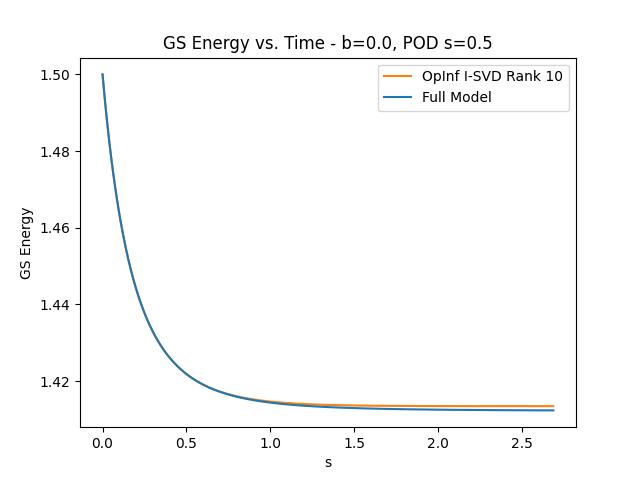 GS Energy vs. Time - b=0.0, POD s=0.5
OpInf I-SVD Rank 10
Full Model
GS Energy
1.50
1.48
1.46
1.44
1.42
0.0 0.5 1.0 1.5 2.0 2.5
s